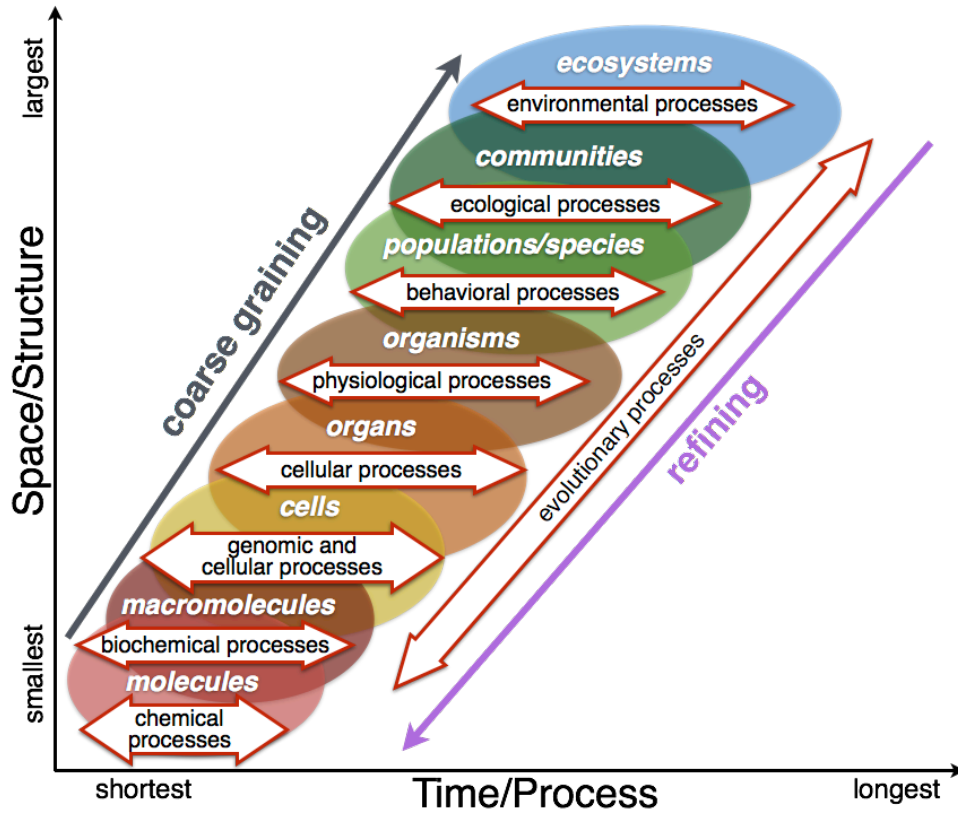 largest
ecosystems
environmental processes
communities
ecological processes
populations/species
behavioral processes
organisms
physiological processes
organs
cellular processes
cells
genomic and
cellular processes
macromolecules
biochemical processes
molecules
chemical
processes
coarse graining
evolutionary processes
refining
Space/Structure
smallest
shortest
Time/Process
longest